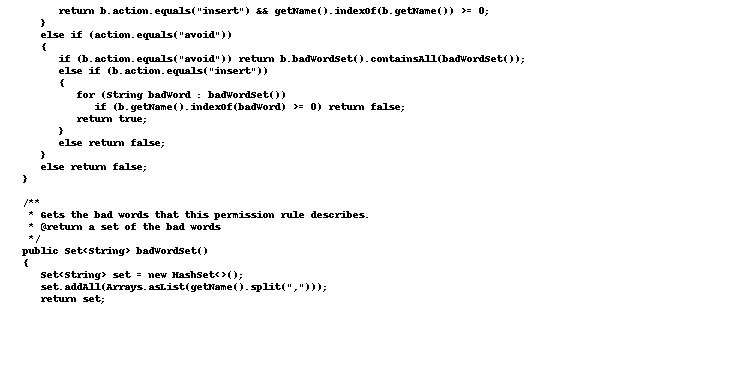 return b.action.equals("insert") && getName().indexOf(b.getName()) >= 0;
}
else if (action.equals("avoid"))
{
if (b.action.equals("avoid")) return b.badWordSet().containsAll(badWordSet());
else if (b.action.equals("insert"))
{
for (String badWord : badWordSet())
if (b.getName().indexOf(badWord) >= 0) return false;
return true;
}
else return false;
}
else return false;
}
/**
* Gets the bad words that this permission rule describes.
* @return a set of the bad words
*/
public Set<String> badWordSet()
{
Set<String> set = new HashSet<>();
set.addAll(Arrays.asList(getName().split(",")));
return set;